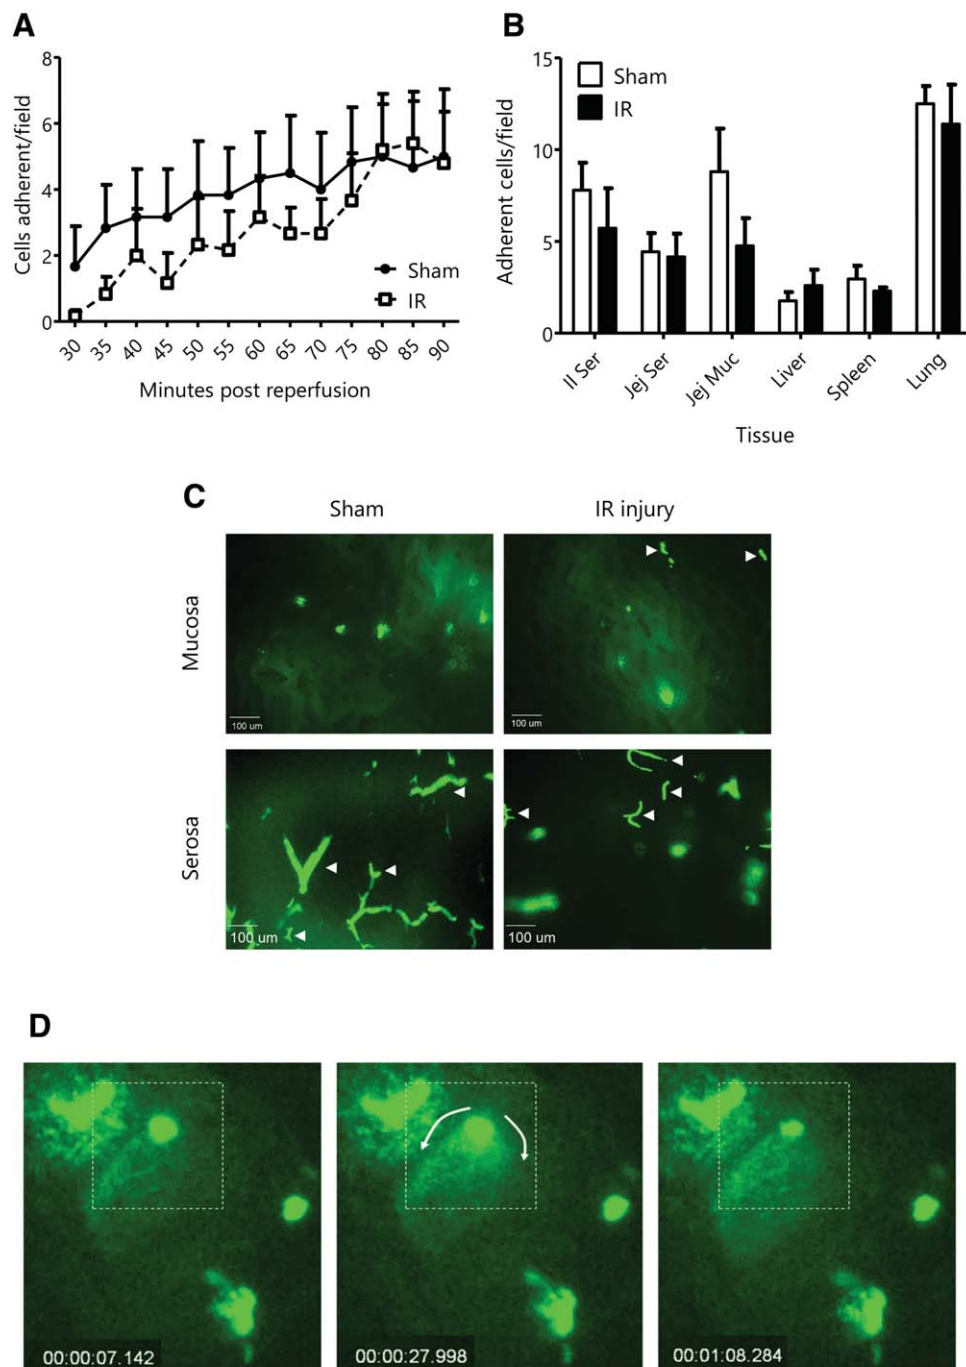 A
8
6
4
2
0
Cells adherent/field
Sham
IR
30 35 40 45 50 55 60 65 70 75 80 85 90
Minutes post reperfusion
B
15
10
5
0
Adherent cells/field
Sham
IR
Il Ser Jej Ser Jej Muc Liver Spleen Lung
Tissue
C
Sham IR injury
Mucosa
100 um 100 um
Serosa
100 um 100 um
D
00:00:07.142 00:00:27.998 00:01:08.284